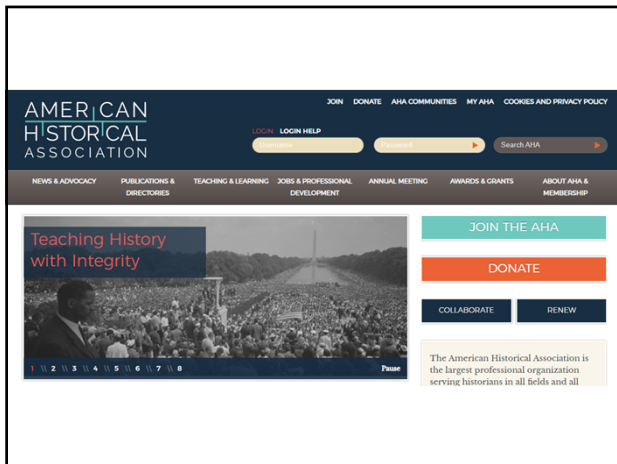 AMERICAN
HISTORICAL
ASSOCIATION
JOIN DONATE AHA COMMUNITIES MY AHA COOKIES AND PRIVACY POLICY
LOGIN LOGIN HELP
Username Password Search AHA
NEWS & ADVOCACY
PUBLICATIONS &
DIRECTORIES
TEACHING & LEARNING
JOBS & PROFESSIONAL
DEVELOPMENT
ANNUAL MEETING
AWARDS & GRANTS
ABOUT AHA &
MEMBERSHIP
Teaching History
with Integrity
1 \\ 2 \\ 3 \\ 4 \\ 5 \\ 6 \\ 7 \\ 8
Pause
JOIN THE AHA
DONATE
COLLABORATE RENEW
The American Historical Association is
the largest professional organization
serving historians in all fields and all